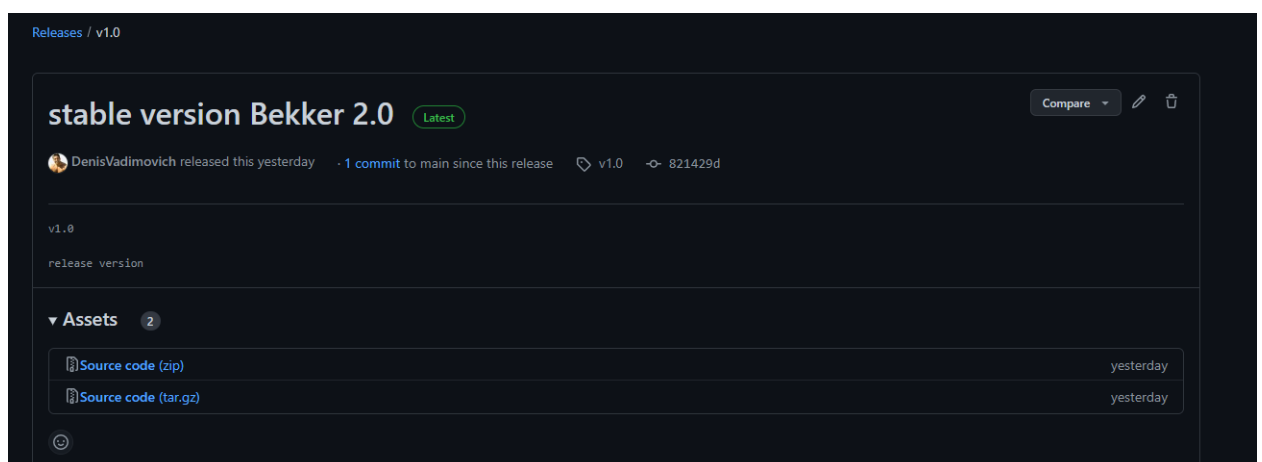 Releases / v1.0
stable version Bekker 2.0 Latest
Compare
DenisVadimovich released this yesterday · 1 commit to main since this release v1.0 821429d
v1.0
release version
Assets 2
Source code (zip) yesterday
Source code (tar.gz) yesterday